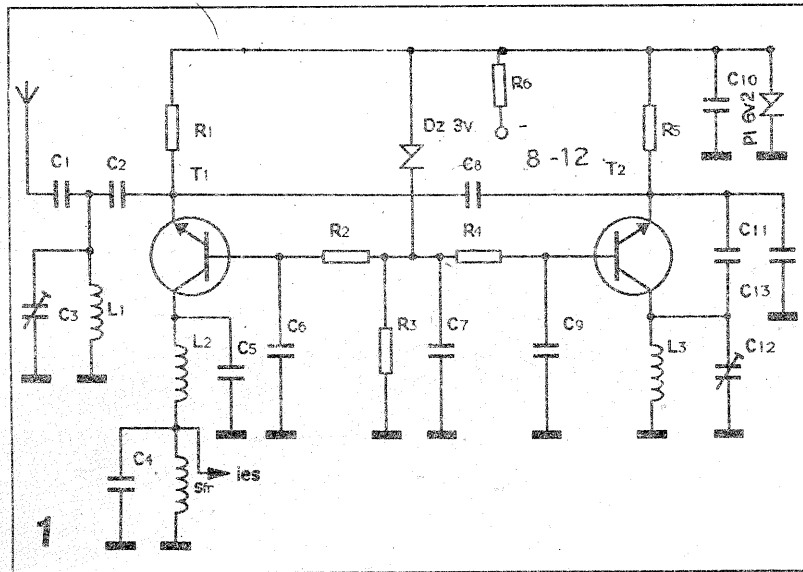 R6
C10
Dz 3V
-
PI 6V2
R1
R5
8-12
C1
C2
T1
C8
T2
C11
R2
R4
C13
C3
L1
C6
R3
C7
C9
L2
C5
L3
C12
C4
ies
Sfr
1